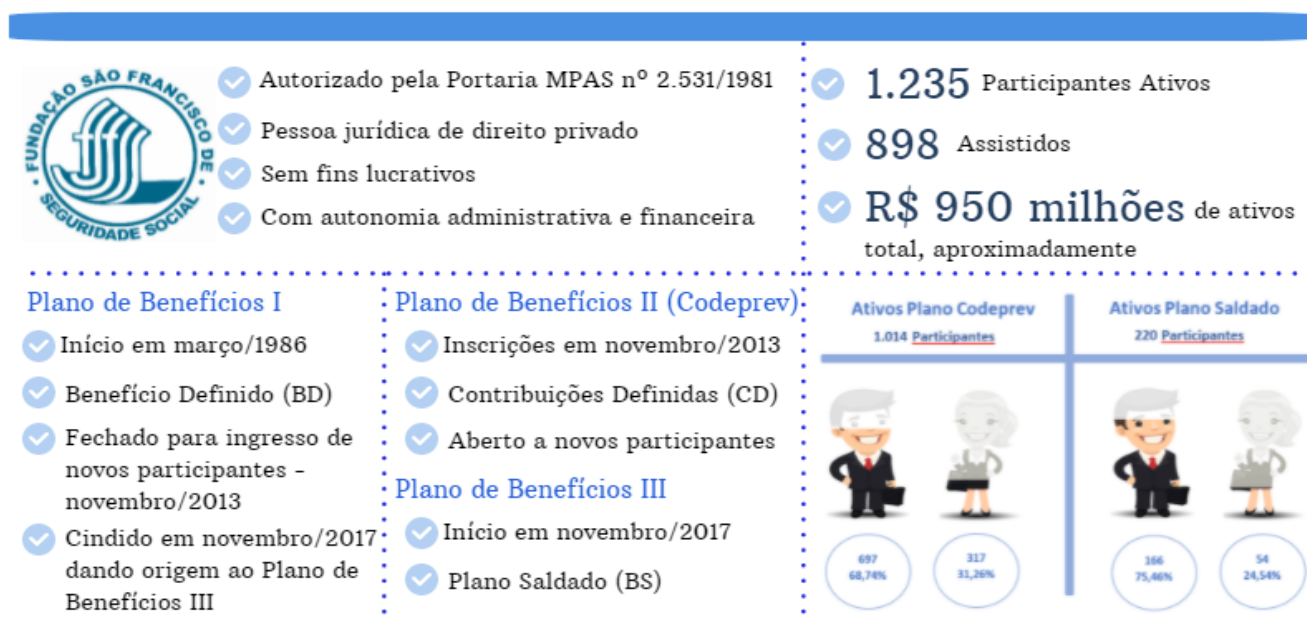 FUNDAÇÃO SÃO FRANCISCO DE
SEGURIDADE SOCIAL
Autorizado pela Portaria MPAS nº 2.531/1981
Pessoa jurídica de direito privado
Sem fins lucrativos
Com autonomia administrativa e financeira
1.235 Participantes Ativos
898 Assistidos
R$ 950 milhões de ativos
total, aproximadamente
Plano de Benefícios I
Início em março/1986
Benefício Definido (BD)
Fechado para ingresso de
novos participantes -
novembro/2013
Cindido em novembro/2017
dando origem ao Plano de
Benefícios III
Plano de Benefícios II (Codeprev)
Inscrições em novembro/2013
Contribuições Definidas (CD)
Aberto a novos participantes
Plano de Benefícios III
Início em novembro/2017
Plano Saldado (BS)
Ativos Plano Codeprev
1.014 Participantes
697
68,74%
317
31,26%
Ativos Plano Saldado
220 Participantes
166
75,46%
54
24,54%